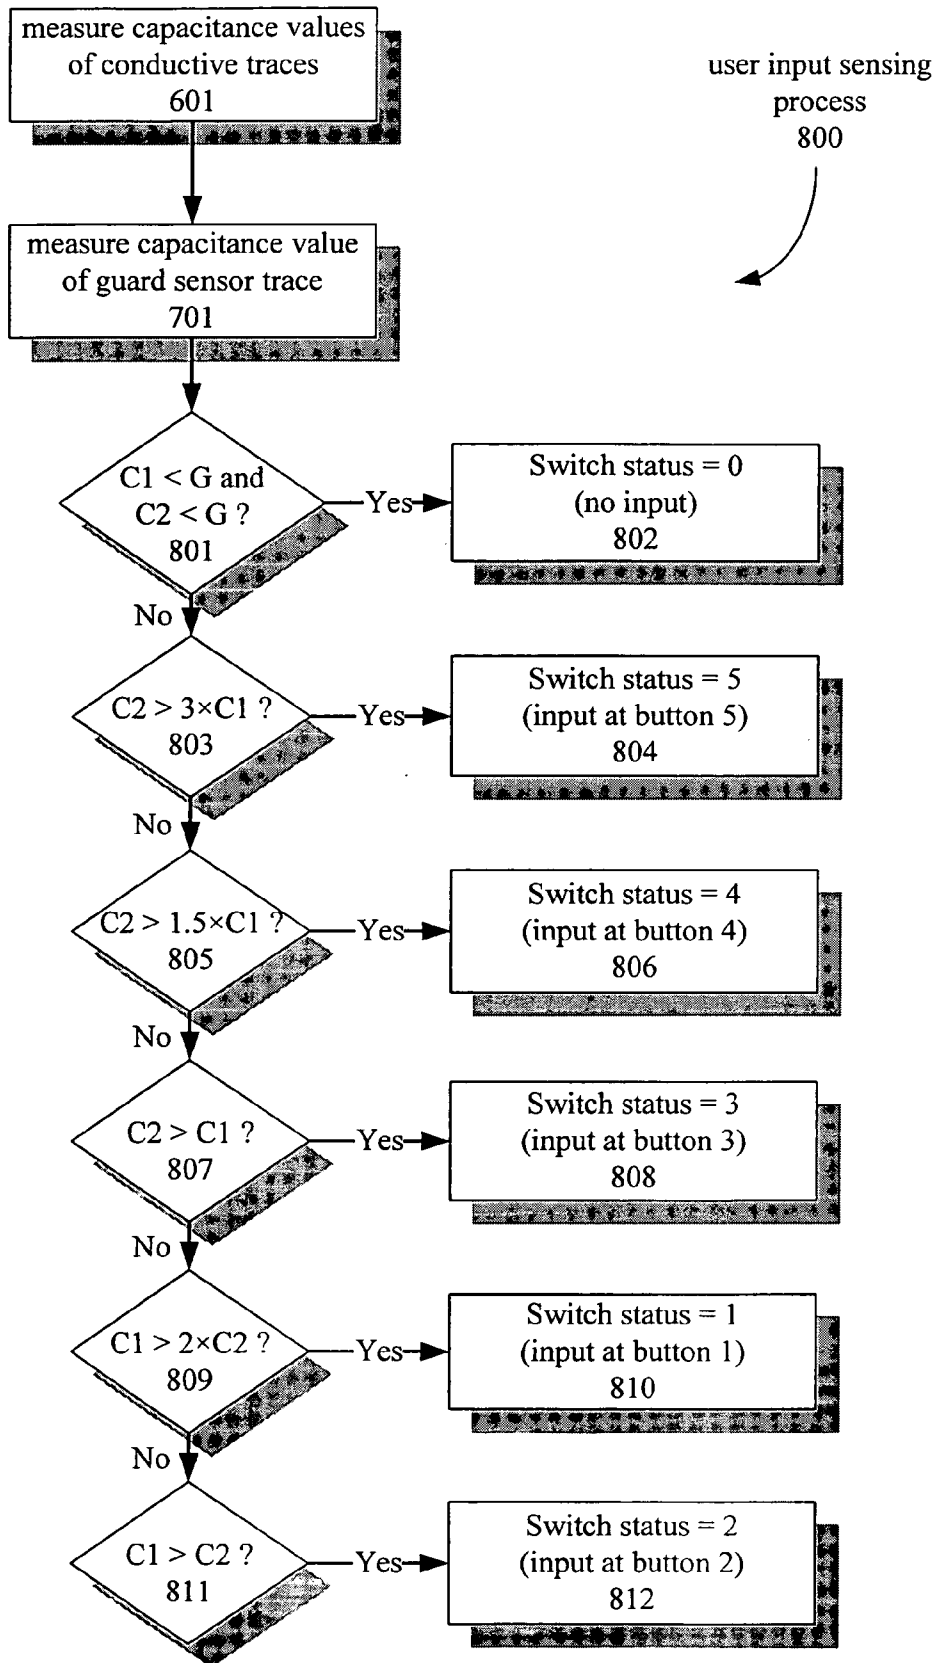 measure capacitance values
of conductive traces
601
user input sensing
process
800
measure capacitance value
of guard sensor trace
701
C1 < G and
C2 < G ?
801
Yes
Switch status = 0
(no input)
802
No
C2 > 3×C1 ?
803
Yes
Switch status = 5
(input at button 5)
804
No
C2 > 1.5×C1 ?
805
Yes
Switch status = 4
(input at button 4)
806
No
C2 > C1 ?
807
Yes
Switch status = 3
(input at button 3)
808
No
C1 > 2×C2 ?
809
Yes
Switch status = 1
(input at button 1)
810
No
C1 > C2 ?
811
Yes
Switch status = 2
(input at button 2)
812